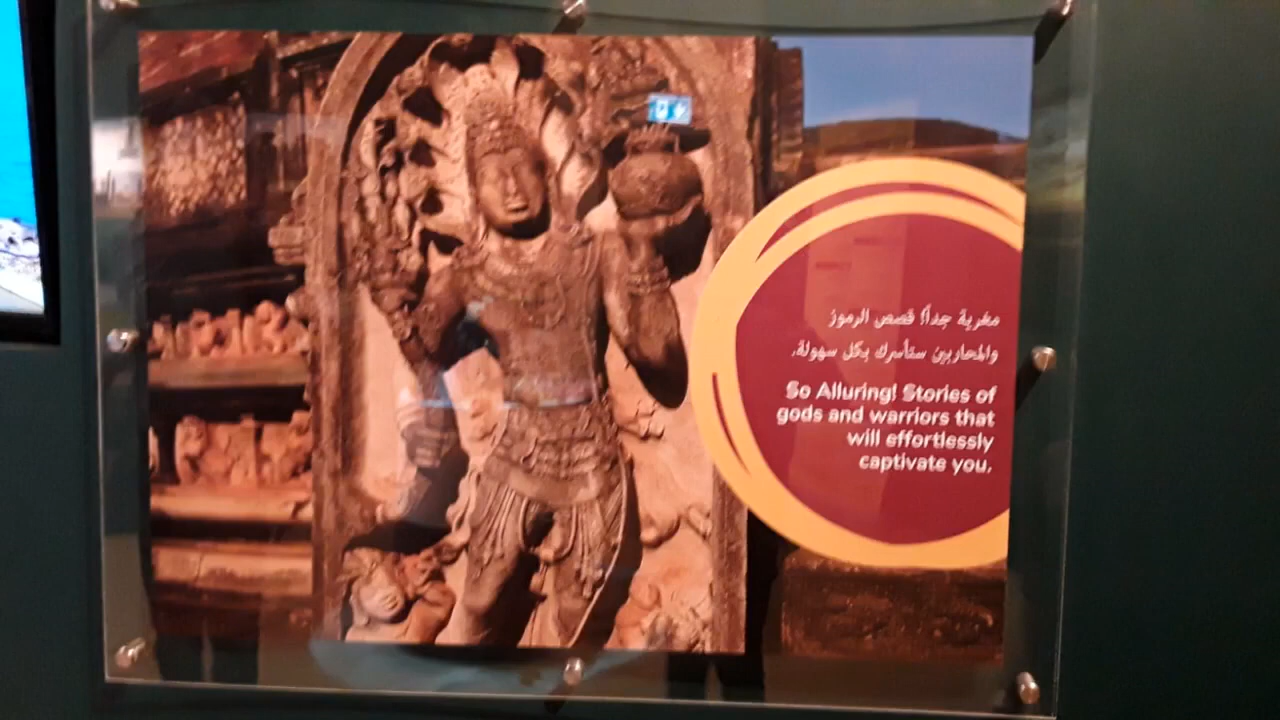 مغرية جداً! قصص الرموز
والمحاربين ستأسرك بكل سهولة.
So Alluring! Stories of
gods and warriors that
will effortlessly
captivate you.